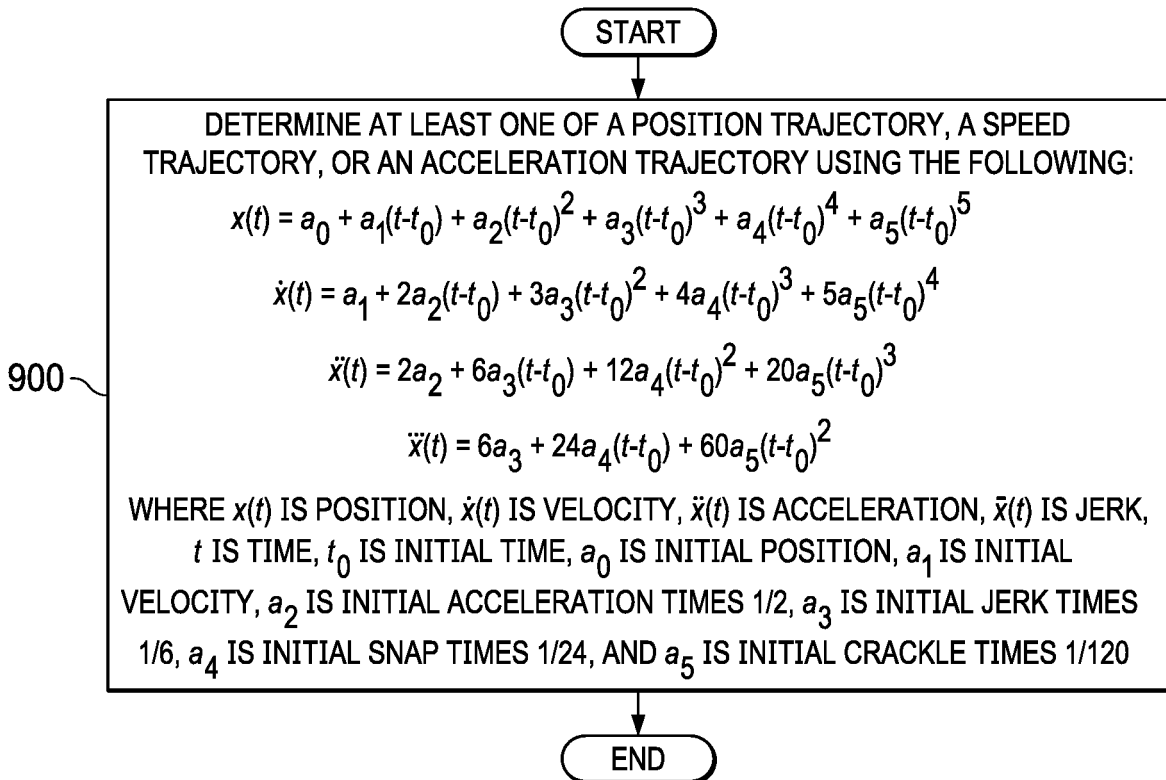 START
DETERMINE AT LEAST ONE OF A POSITION TRAJECTORY, A SPEED
TRAJECTORY, OR AN ACCELERATION TRAJECTORY USING THE FOLLOWING:
x(t) = a₀ + a₁(t-t₀) + a₂(t-t₀)² + a₃(t-t₀)³ + a₄(t-t₀)⁴ + a₅(t-t₀)⁵
ẋ(t) = a₁ + 2a₂(t-t₀) + 3a₃(t-t₀)² + 4a₄(t-t₀)³ + 5a₅(t-t₀)⁴
900
ẍ(t) = 2a₂ + 6a₃(t-t₀) + 12a₄(t-t₀)² + 20a₅(t-t₀)³
x⃛(t) = 6a₃ + 24a₄(t-t₀) + 60a₅(t-t₀)²
WHERE x(t) IS POSITION, ẋ(t) IS VELOCITY, ẍ(t) IS ACCELERATION, x̄(t) IS JERK,
t IS TIME, t₀ IS INITIAL TIME, a₀ IS INITIAL POSITION, a₁ IS INITIAL
VELOCITY, a₂ IS INITIAL ACCELERATION TIMES 1/2, a₃ IS INITIAL JERK TIMES
1/6, a₄ IS INITIAL SNAP TIMES 1/24, AND a₅ IS INITIAL CRACKLE TIMES 1/120
END